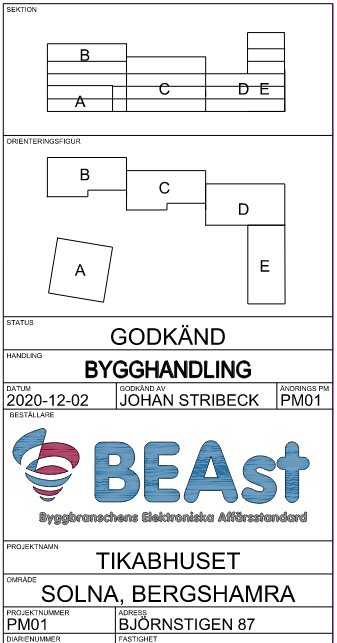 SEKTION
B
A
C
D
E
ORIENTERINGSFIGUR
B
C
D
A
E
STATUS
GODKÄND
HANDLING
BYGGHANDLING
DATUM
2020-12-02
GODKÄND AV
JOHAN STRIBECK
ÄNDRINGS PM
PM01
BESTÄLLARE
BEAst
Byggbranschens Elektroniska Affärsstandard
PROJEKTNAMN
TIKABHUSET
OMRÅDE
SOLNA, BERGSHAMRA
PROJEKTNUMMER
PM01
ADRESS
BJÖRNSTIGEN 87
DIARIENUMMER
FASTIGHET